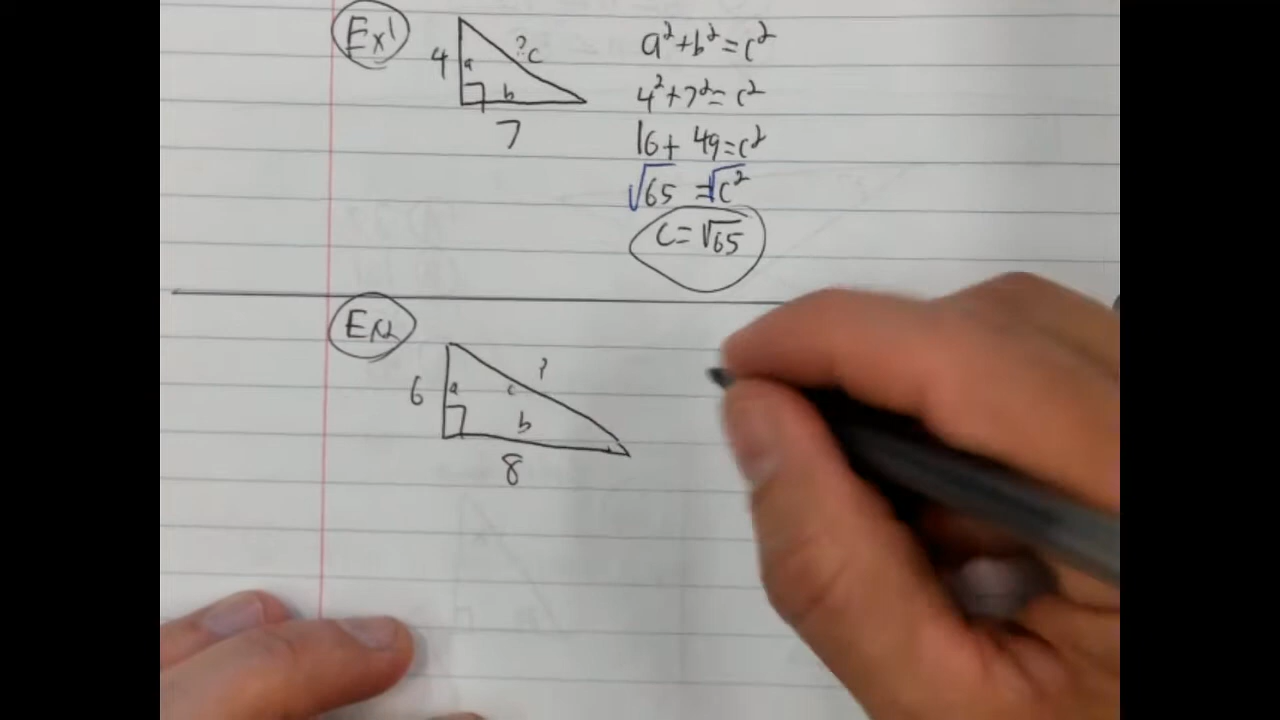 Ex1
4
a
? c
b
7
a²+b²=c²
4²+7²=c²
16+ 49=c²
√65 =√c²
c=√65
Ex2
6
a
c
?
b
8